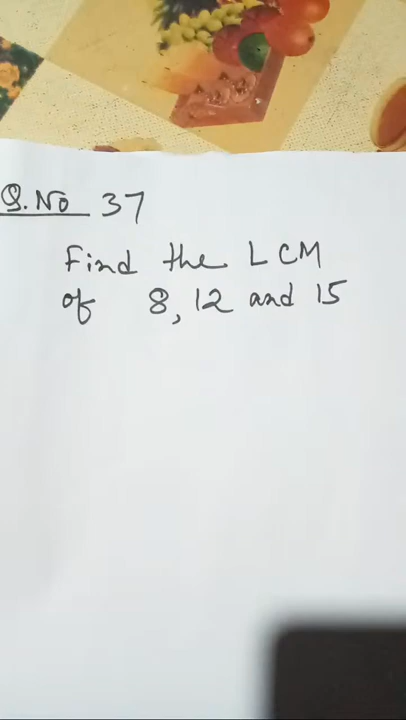 Q.No 37
Find the LCM
of 8, 12 and 15